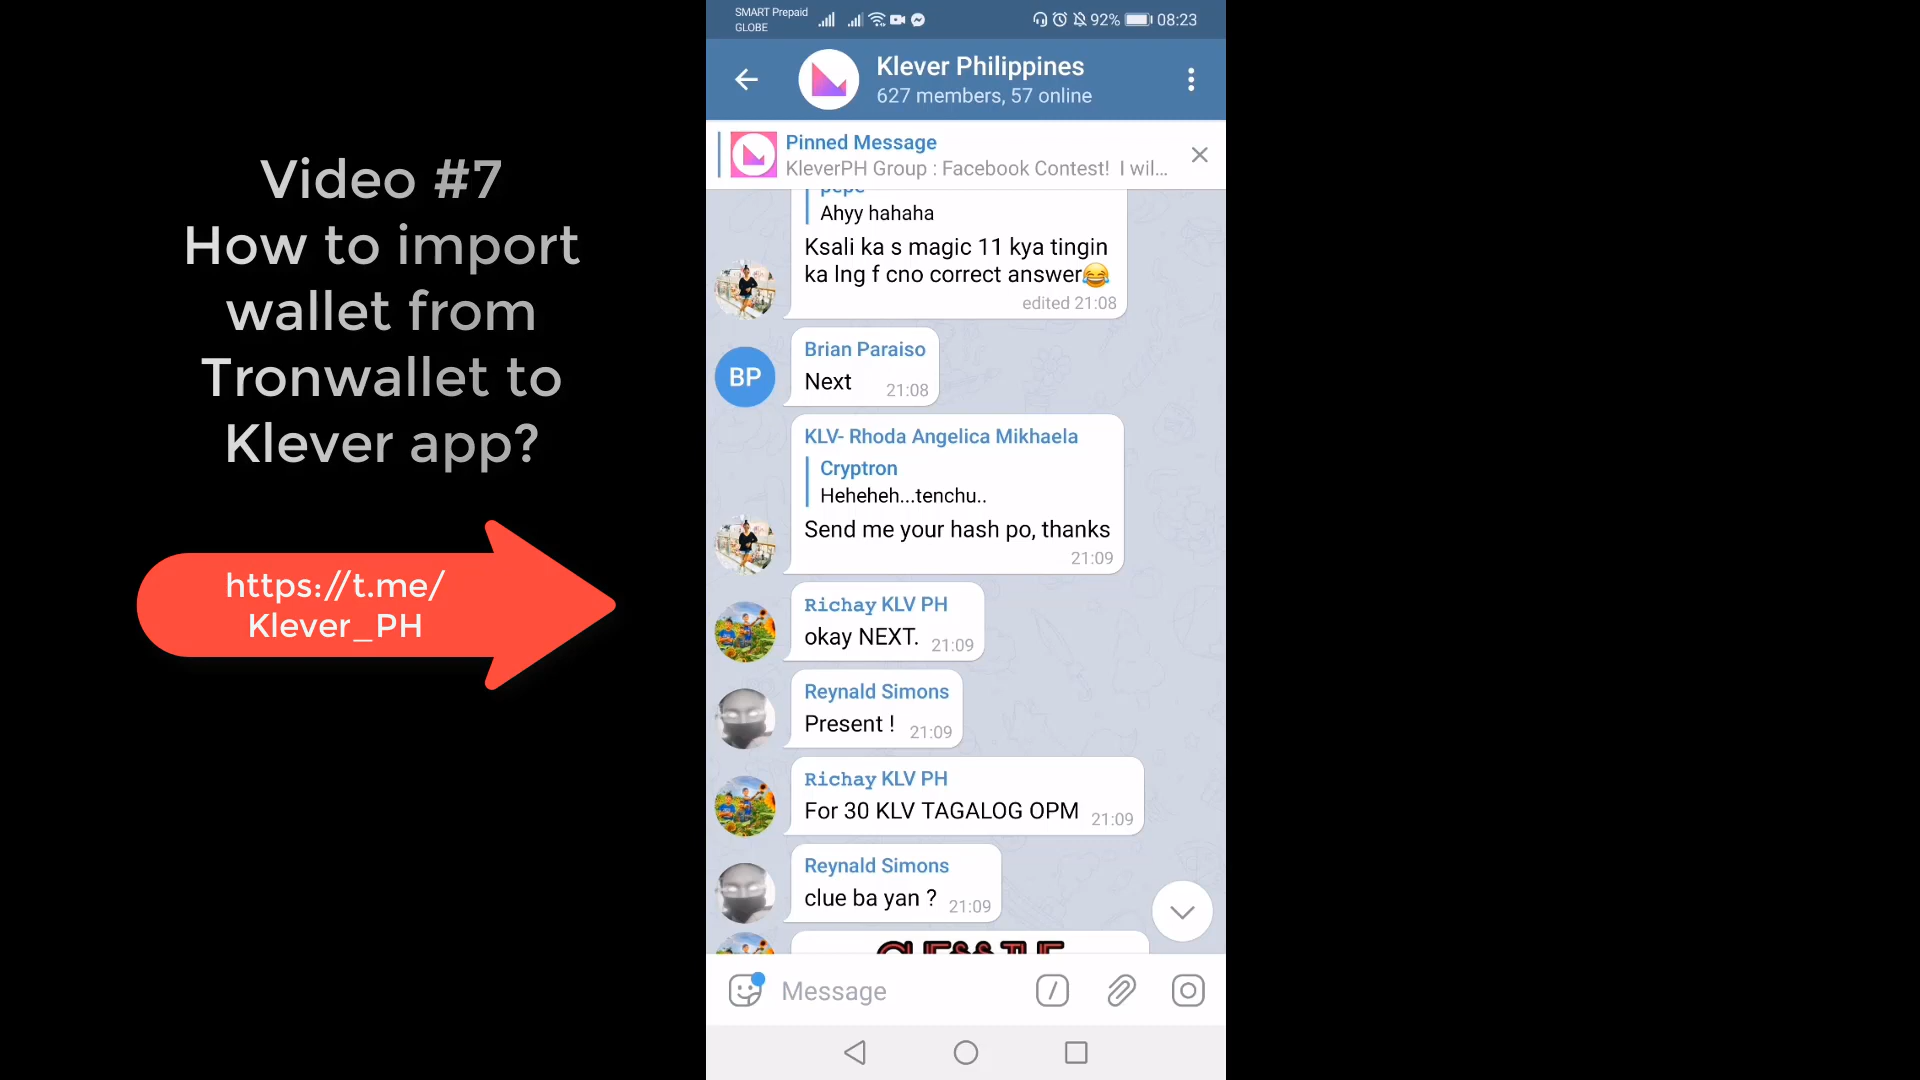 Video #7
How to import
wallet from
Tronwallet to
Klever app?
https://t.me/
Klever_PH
SMART Prepaid
GLOBE
92%
08:23
Klever Philippines
627 members, 57 online
Pinned Message
KleverPH Group : Facebook Contest! I wil...
pepe
Ahyy hahaha
Ksali ka s magic 11 kya tingin
ka lng f cno correct answer😂
edited 21:08
BP
Brian Paraiso
Next 21:08
KLV- Rhoda Angelica Mikhaela
Cryptron
Heheheh...tenchu..
Send me your hash po, thanks
21:09
Richay KLV PH
okay NEXT. 21:09
Reynald Simons
Present ! 21:09
Richay KLV PH
For 30 KLV TAGALOG OPM 21:09
Reynald Simons
clue ba yan ? 21:09
Message